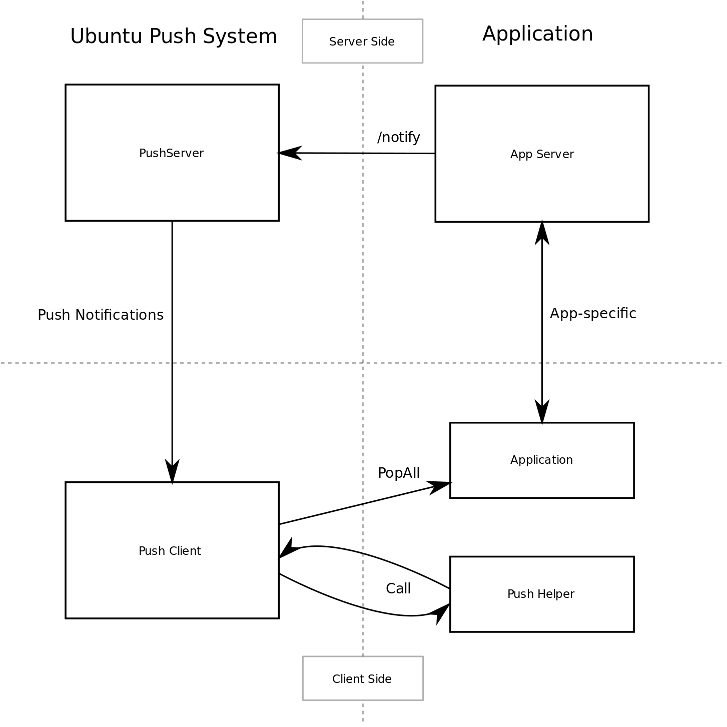 Ubuntu Push System
Server Side
Application
PushServer
/notify
App Server
Push Notifications
App-specific
Application
PopAll
Push Client
Call
Push Helper
Client Side